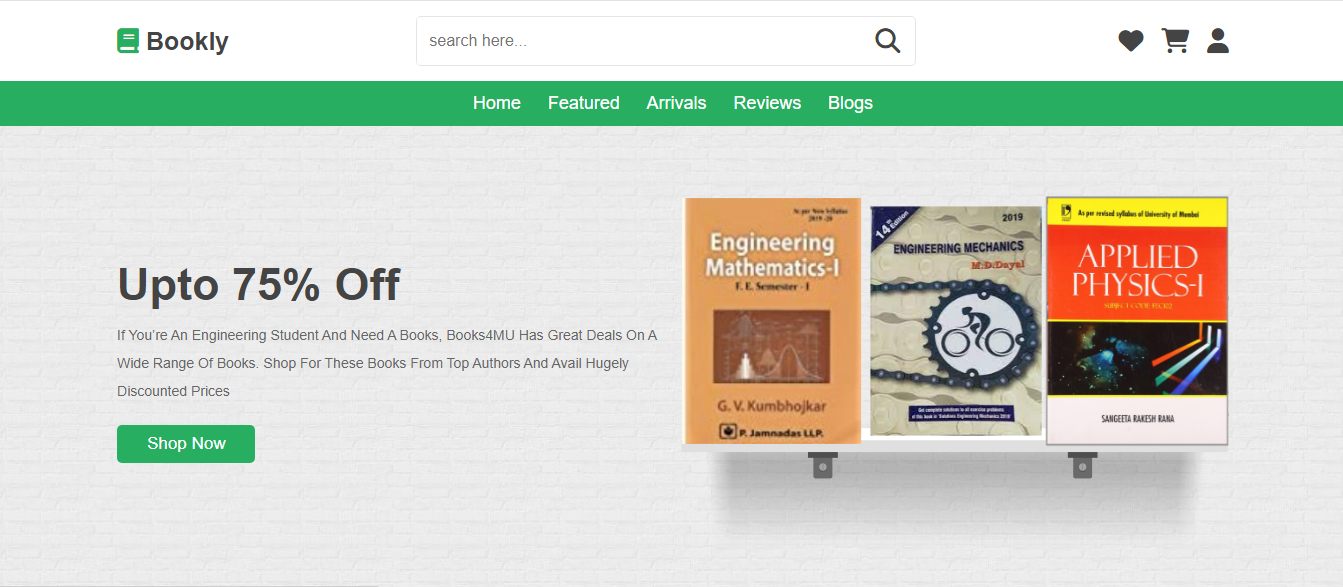 Bookly
search here...
Home Featured Arrivals Reviews Blogs
Upto 75% Off
If You're An Engineering Student And Need A Books, Books4MU Has Great Deals On A
Wide Range Of Books. Shop For These Books From Top Authors And Avail Hugely
Discounted Prices
Shop Now
As per New Syllabus
2019 -20
Engineering
Mathematics-I
F. E. Semester - I
G. V. Kumbhojkar
P. Jamnadas LLP.
14th Edition
2019
ENGINEERING MECHANICS
M.D.Dayal
Get complete solutions to all exercise problems
of this book in 'Solutions Engineering Mechanics 2019'
As per revised syllabus of University of Mumbai
APPLIED
PHYSICS-I
SUBJECT CODE
SANGEETA RAKESH RANA